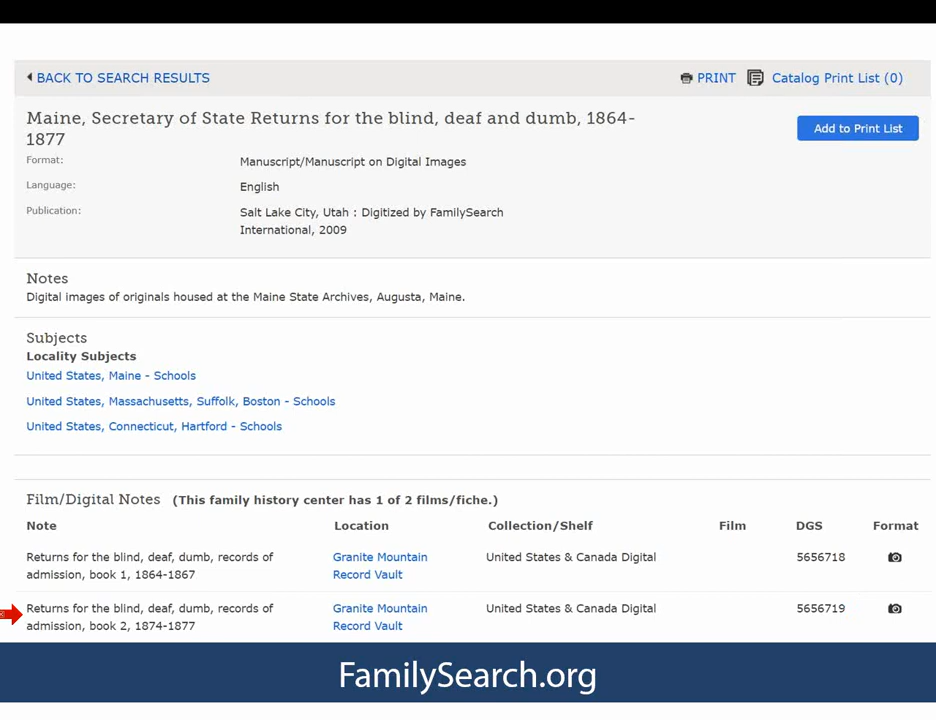 BACK TO SEARCH RESULTS
PRINT
Catalog Print List (0)
Maine, Secretary of State Returns for the blind, deaf and dumb, 1864-
1877
Add to Print List
Format:
Manuscript/Manuscript on Digital Images
Language:
English
Publication:
Salt Lake City, Utah : Digitized by FamilySearch
International, 2009
Notes
Digital images of originals housed at the Maine State Archives, Augusta, Maine.
Subjects
Locality Subjects
United States, Maine - Schools
United States, Massachusetts, Suffolk, Boston - Schools
United States, Connecticut, Hartford - Schools
Film/Digital Notes (This family history center has 1 of 2 films/fiche.)
Note Location Collection/Shelf Film DGS Format
Returns for the blind, deaf, dumb, records of
admission, book 1, 1864-1867
Granite Mountain
Record Vault
United States & Canada Digital
5656718
Returns for the blind, deaf, dumb, records of
admission, book 2, 1874-1877
Granite Mountain
Record Vault
United States & Canada Digital
5656719
FamilySearch.org